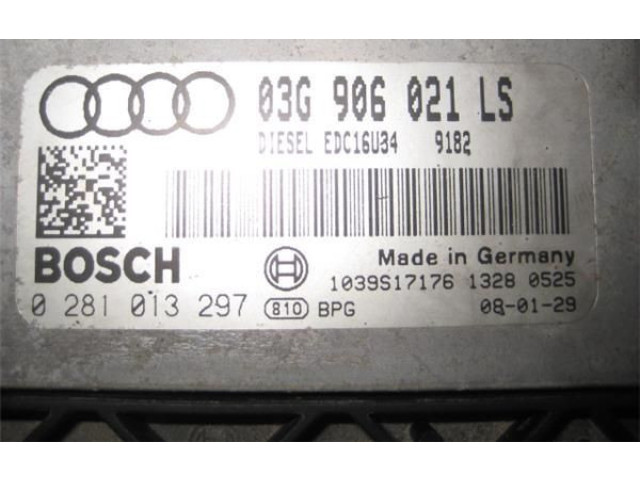 03G 906 021 LS
DIESEL EDC16U34 9182
BOSCH
Made in Germany
1039S17176 1328 0525
0 281 013 297 810 BPG 08-01-29